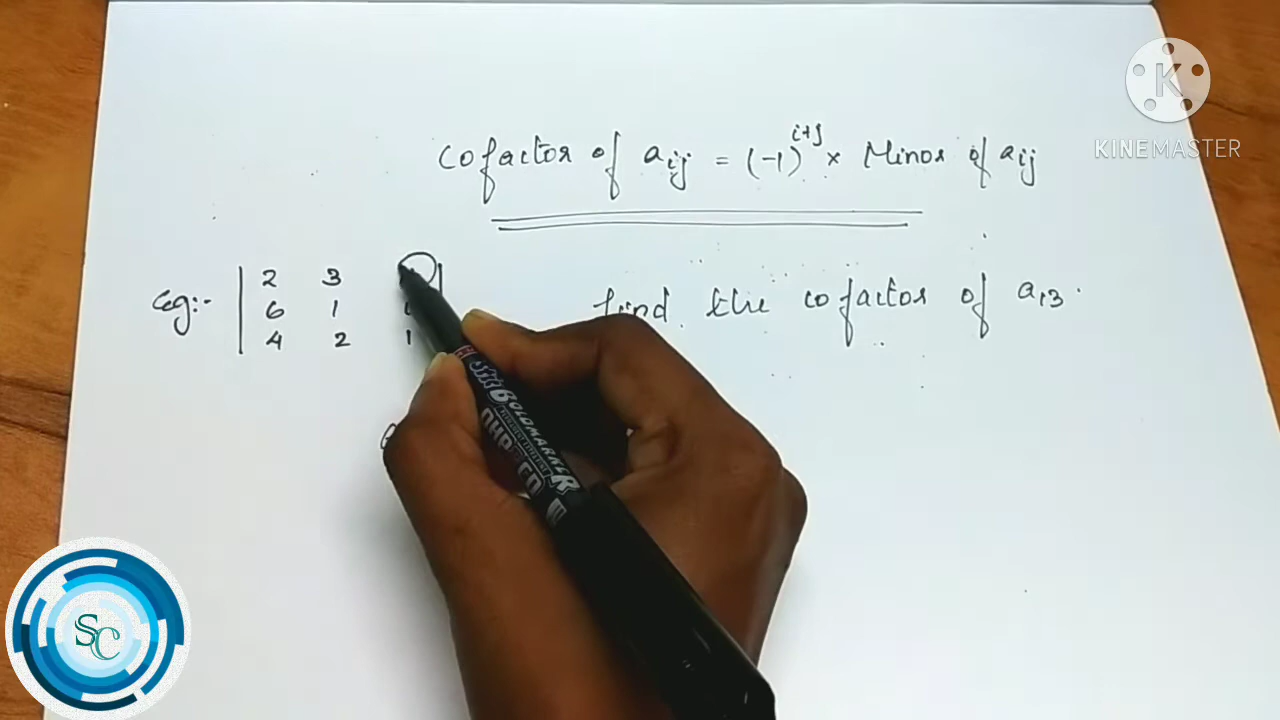 KINEMASTER
Cofactor of aij = (-1)^i+j × Minor of aij
Eg:- | 2 3 |
6 1
4 2 1
find the cofactor of a13.
BOLDMARKER
SC